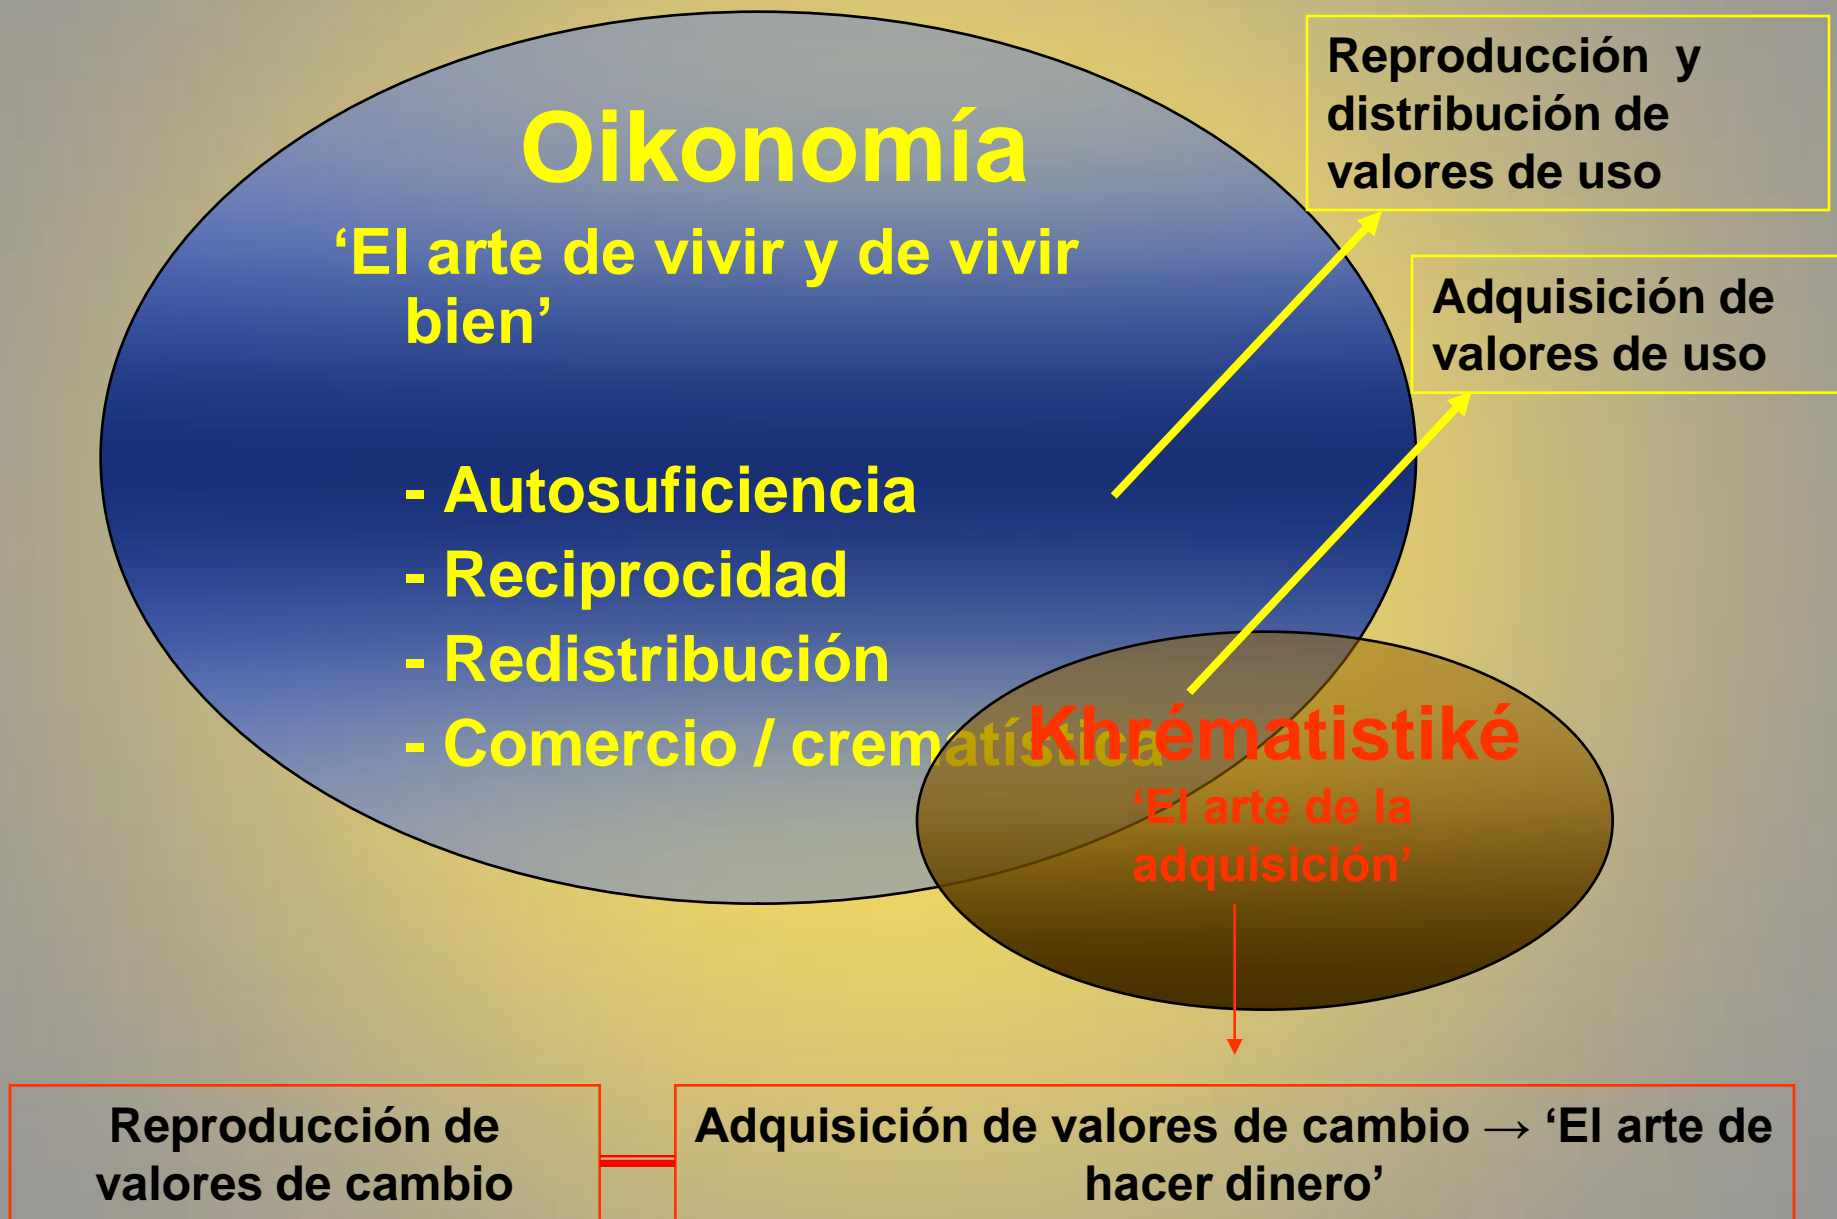 Oikonomía
‘El arte de vivir y de vivir
bien’
- Autosuficiencia
- Reciprocidad
- Redistribución
- Comercio / crematística
Reproducción y
distribución de
valores de uso
Adquisición de
valores de uso
Khrématistiké
‘El arte de la
adquisición’
Reproducción de
valores de cambio
Adquisición de valores de cambio → ‘El arte de
hacer dinero’